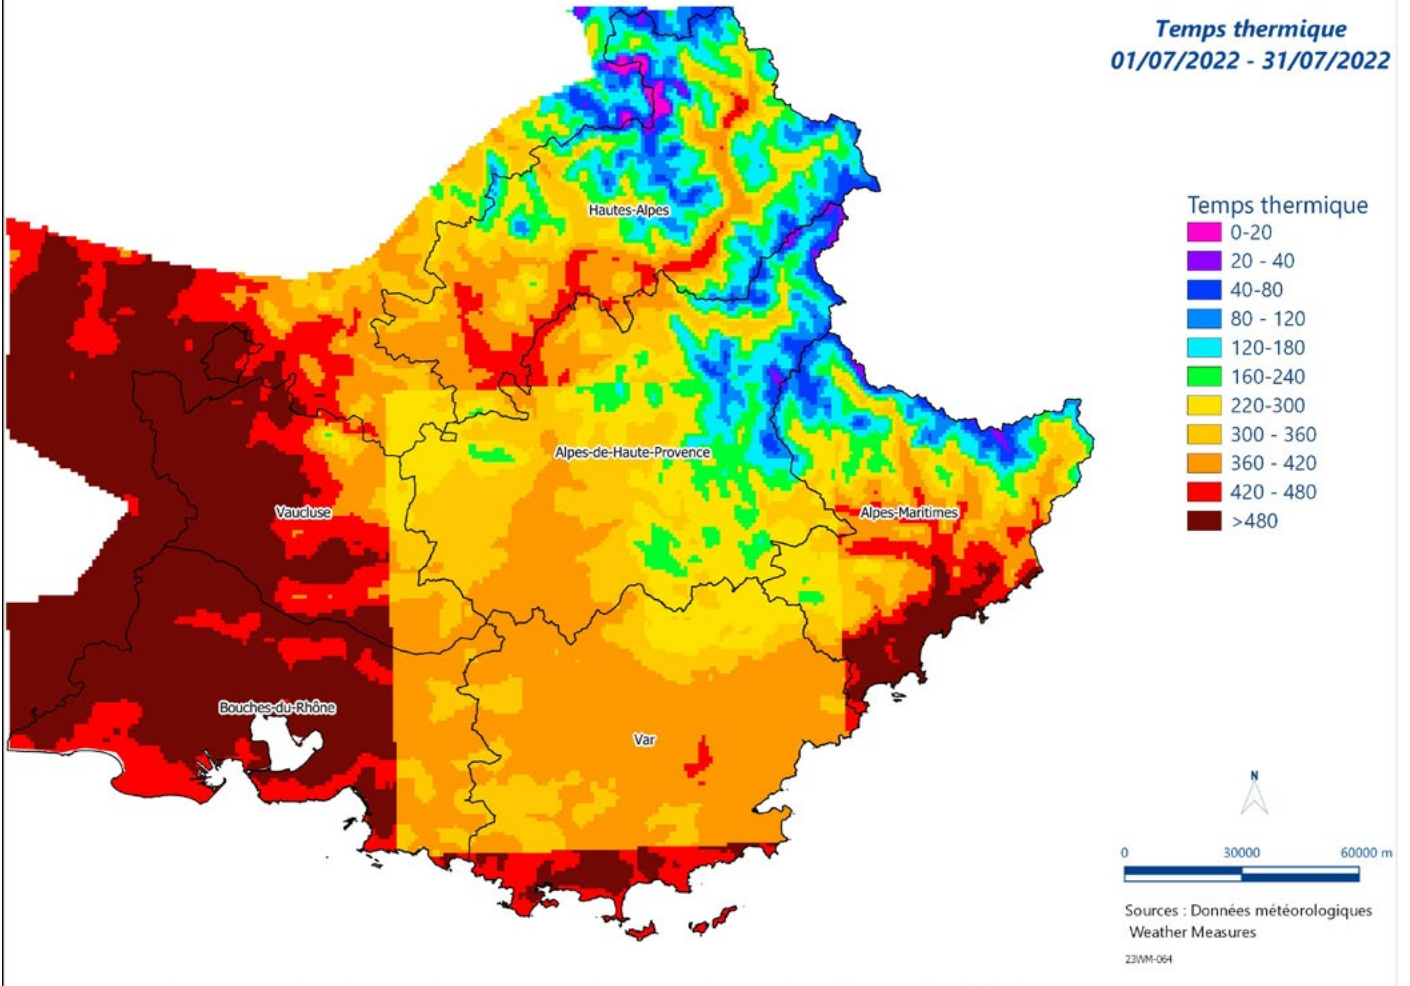 Temps thermique
01/07/2022 - 31/07/2022
Hautes-Alpes
Temps thermique
0-20
20 - 40
40-80
80 - 120
120-180
160-240
220-300
300 - 360
360 - 420
420 - 480
>480
Alpes-de-Haute-Provence
Vaucluse
Alpes-Maritimes
Bouches-du-Rhône
Var
N
0 30000 60000 m
Sources : Données météorologiques
Weather Measures
23WM-064